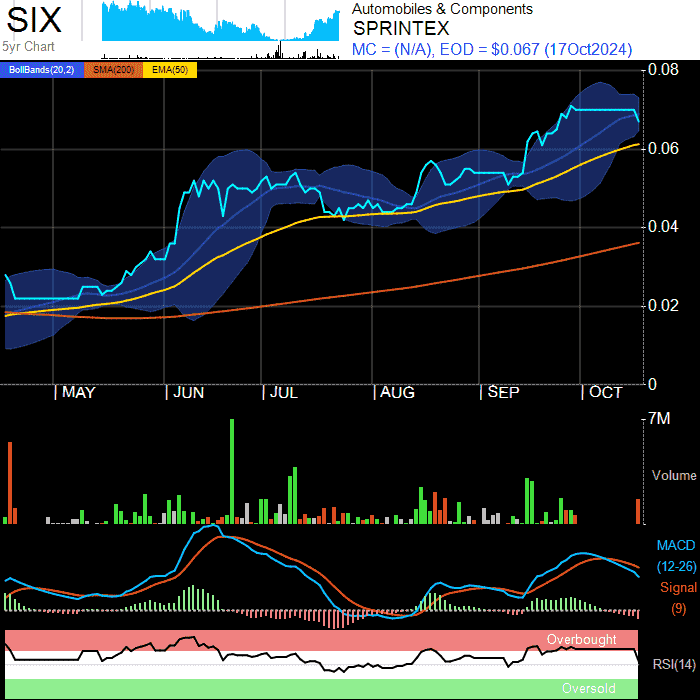 SIX
5yr Chart
Automobiles & Components
SPRINTEX
MC = (N/A), EOD = $0.067 (17Oct2024)
BollBands(20,2) SMA(200) EMA(50)
0.08
0.06
0.04
0.02
0
MAY JUN JUL AUG SEP OCT
7M
Volume
MACD
(12-26)
Signal
(9)
Overbought
RSI(14)
Oversold